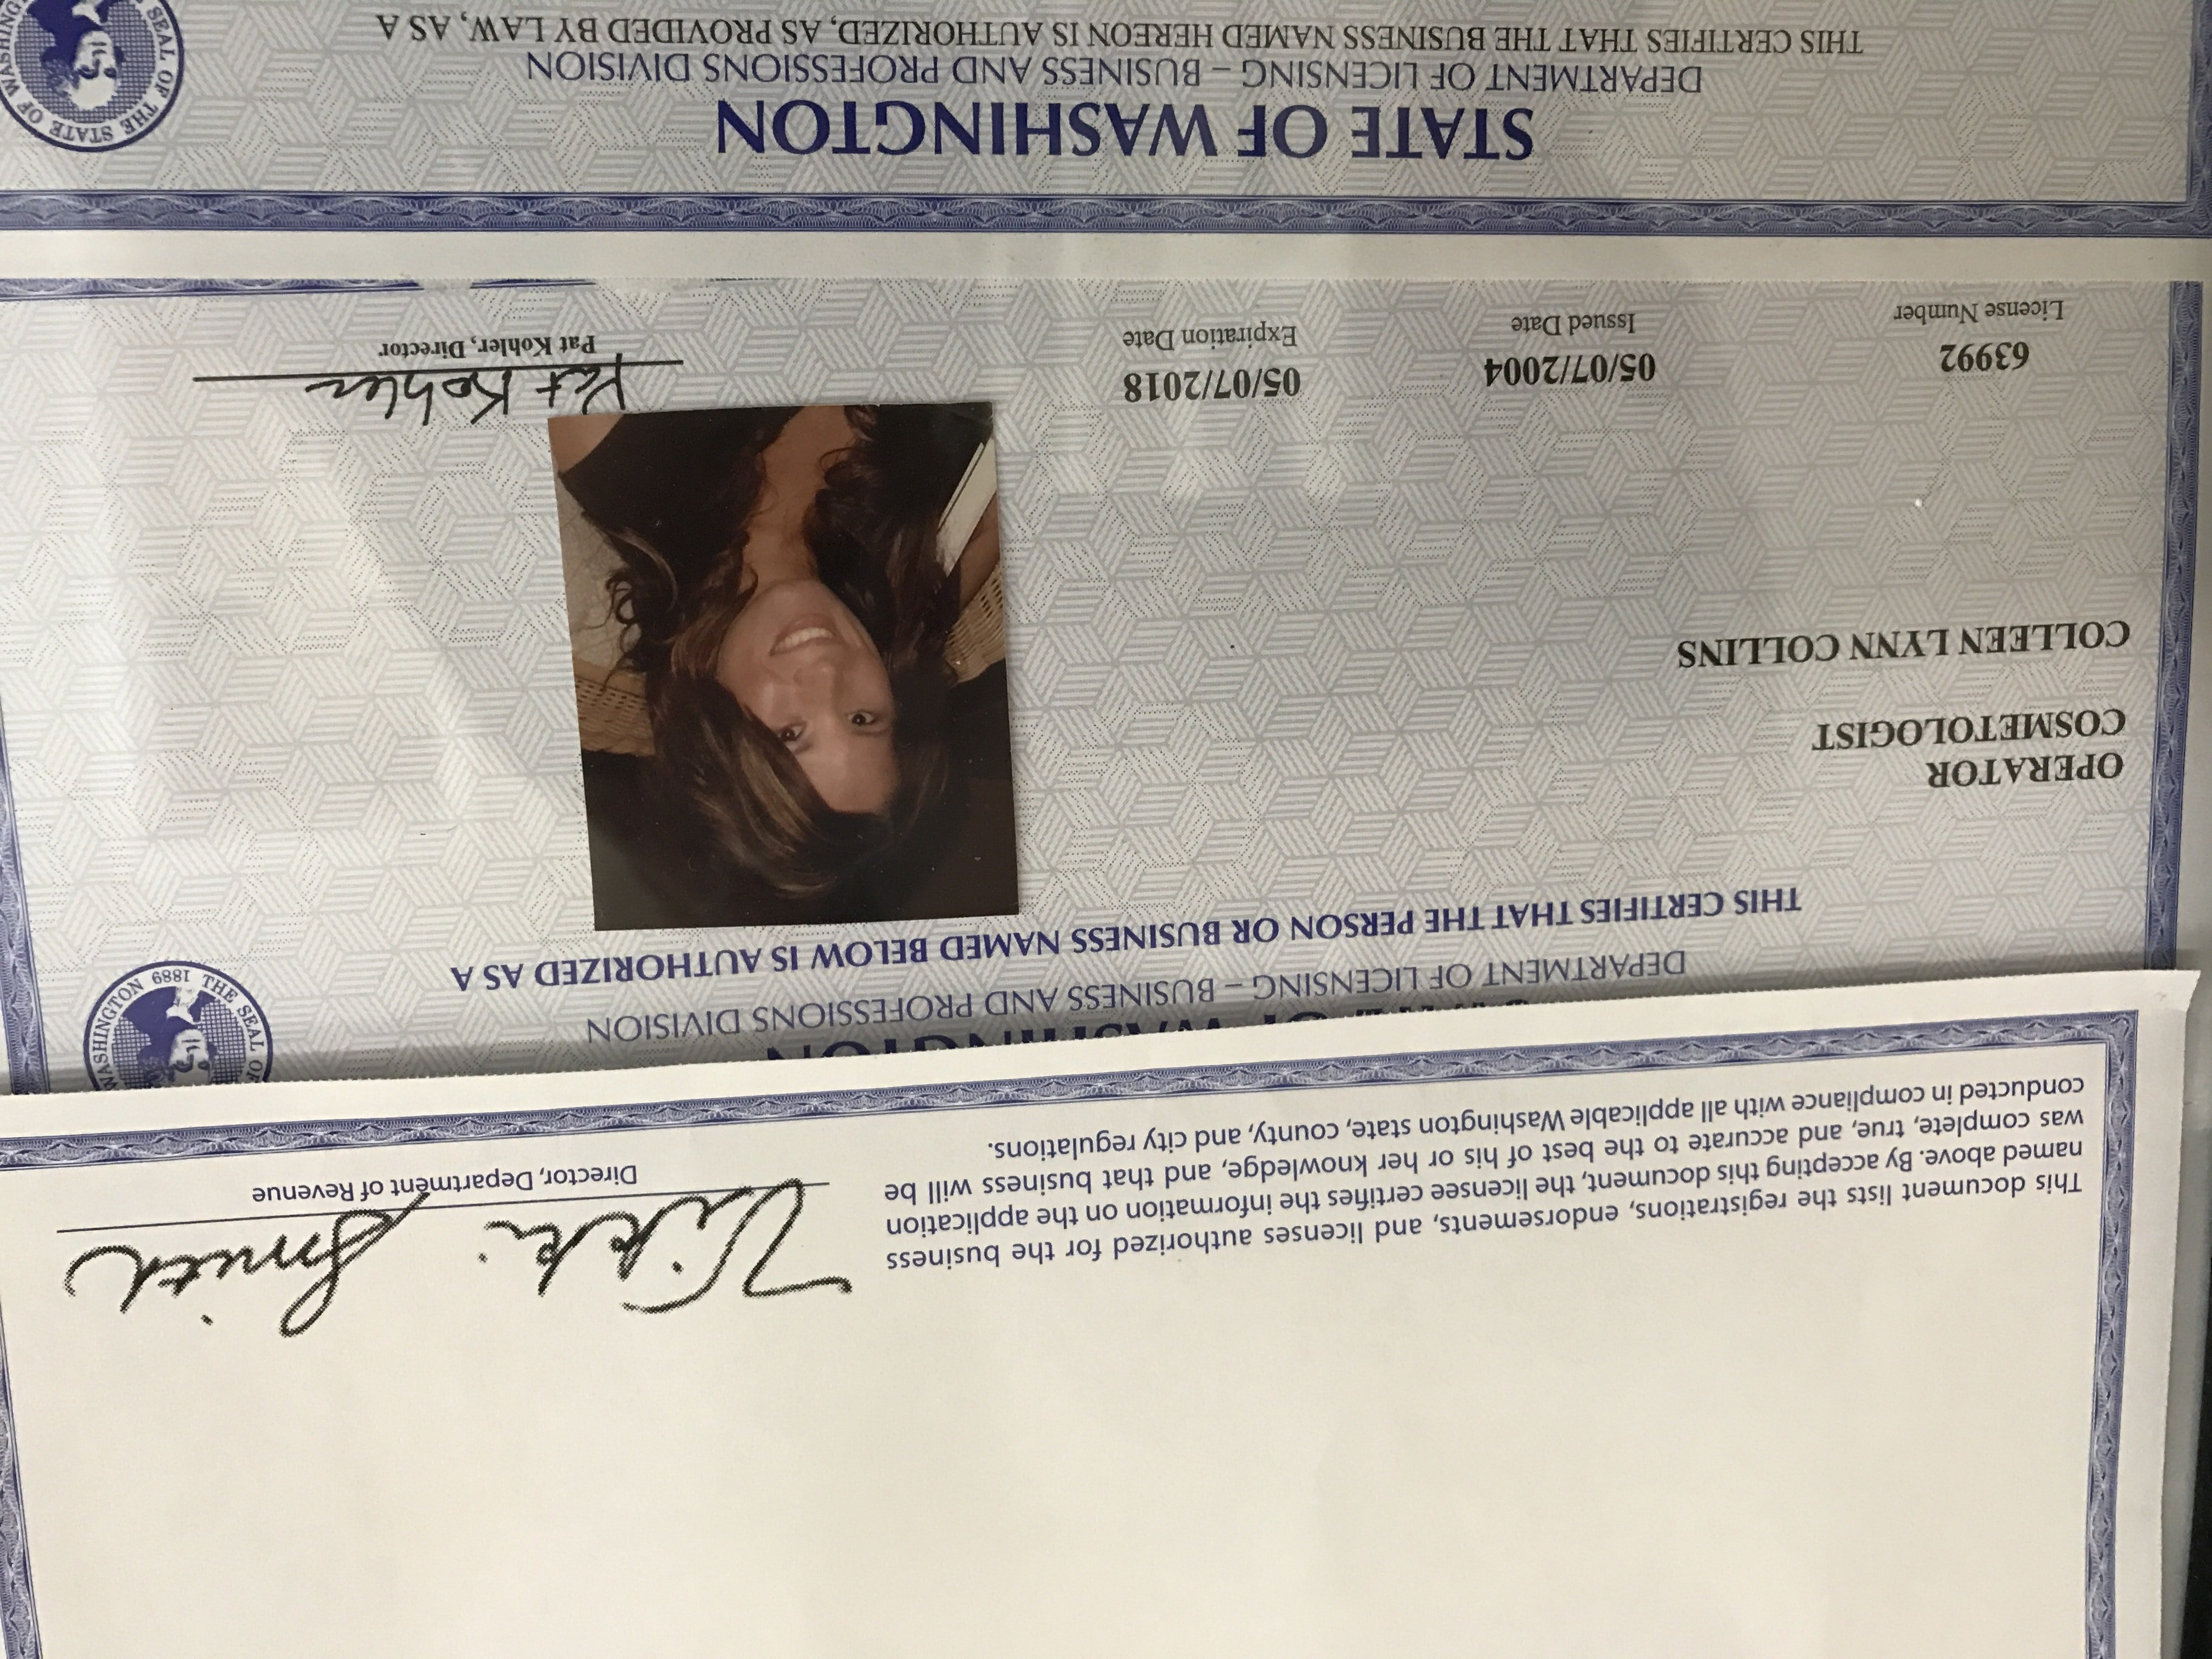 This document lists the registrations, endorsements, and licenses authorized for the business
named above. By accepting this document, the licensee certifies the information on the application
was complete, true, and accurate to the best of his or her knowledge, and that business will be
conducted in compliance with all applicable Washington state, county, and city regulations.
Vikki Smith
Director, Department of Revenue
STATE OF WASHINGTON
DEPARTMENT OF LICENSING – BUSINESS AND PROFESSIONS DIVISION
THIS CERTIFIES THAT THE PERSON OR BUSINESS NAMED BELOW IS AUTHORIZED AS A
THE SEAL OF
WASHINGTON 1889
OPERATOR
COSMETOLOGIST
COLLEEN LYNN COLLINS
63992
License Number
05/07/2004
Issued Date
05/07/2018
Expiration Date
Pat Kohler
Pat Kohler, Director
STATE OF WASHINGTON
DEPARTMENT OF LICENSING – BUSINESS AND PROFESSIONS DIVISION
THIS CERTIFIES THAT THE BUSINESS NAMED HEREON IS AUTHORIZED, AS PROVIDED BY LAW, AS A
SEAL OF THE STATE OF WASHING